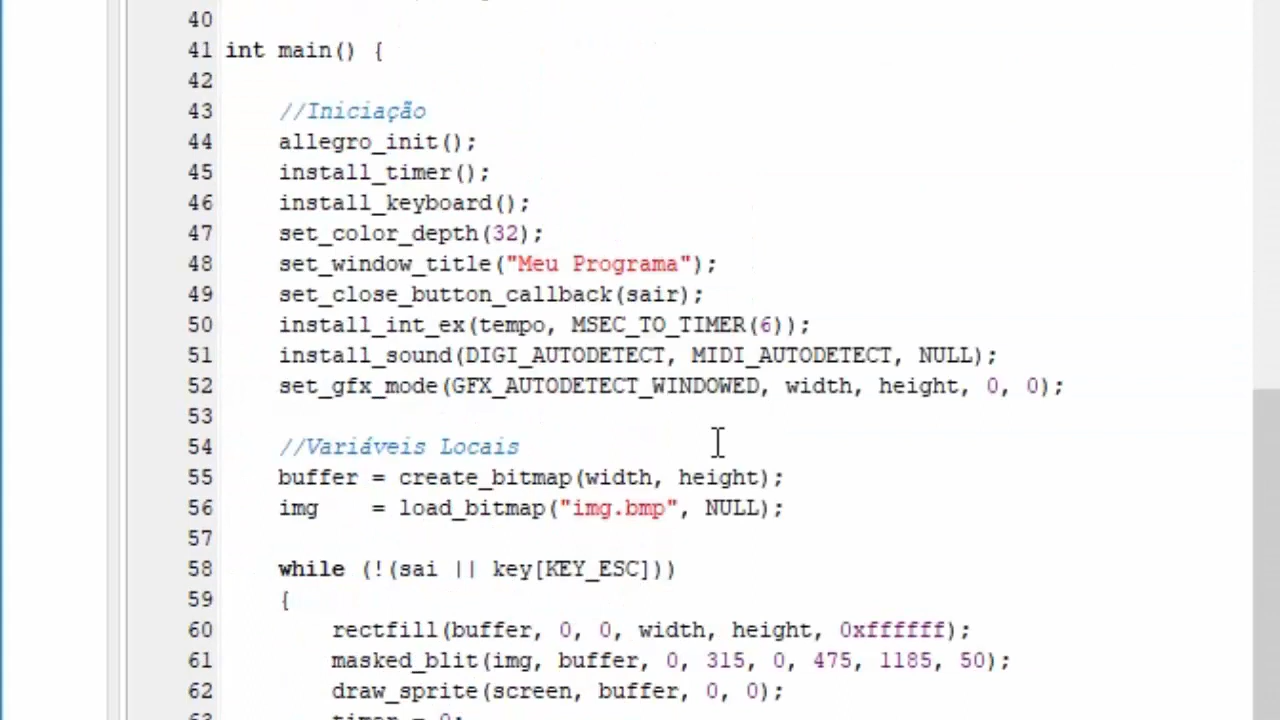 40
41 int main() {
42
43 //Iniciação
44 allegro_init();
45 install_timer();
46 install_keyboard();
47 set_color_depth(32);
48 set_window_title("Meu Programa");
49 set_close_button_callback(sair);
50 install_int_ex(tempo, MSEC_TO_TIMER(6));
51 install_sound(DIGI_AUTODETECT, MIDI_AUTODETECT, NULL);
52 set_gfx_mode(GFX_AUTODETECT_WINDOWED, width, height, 0, 0);
53
54 //Variáveis Locais
55 buffer = create_bitmap(width, height);
56 img    = load_bitmap("img.bmp", NULL);
57
58 while (!(sai || key[KEY_ESC]))
59 {
60 rectfill(buffer, 0, 0, width, height, 0xffffff);
61 masked_blit(img, buffer, 0, 315, 0, 475, 1185, 50);
62 draw_sprite(screen, buffer, 0, 0);
63 timer = 0;